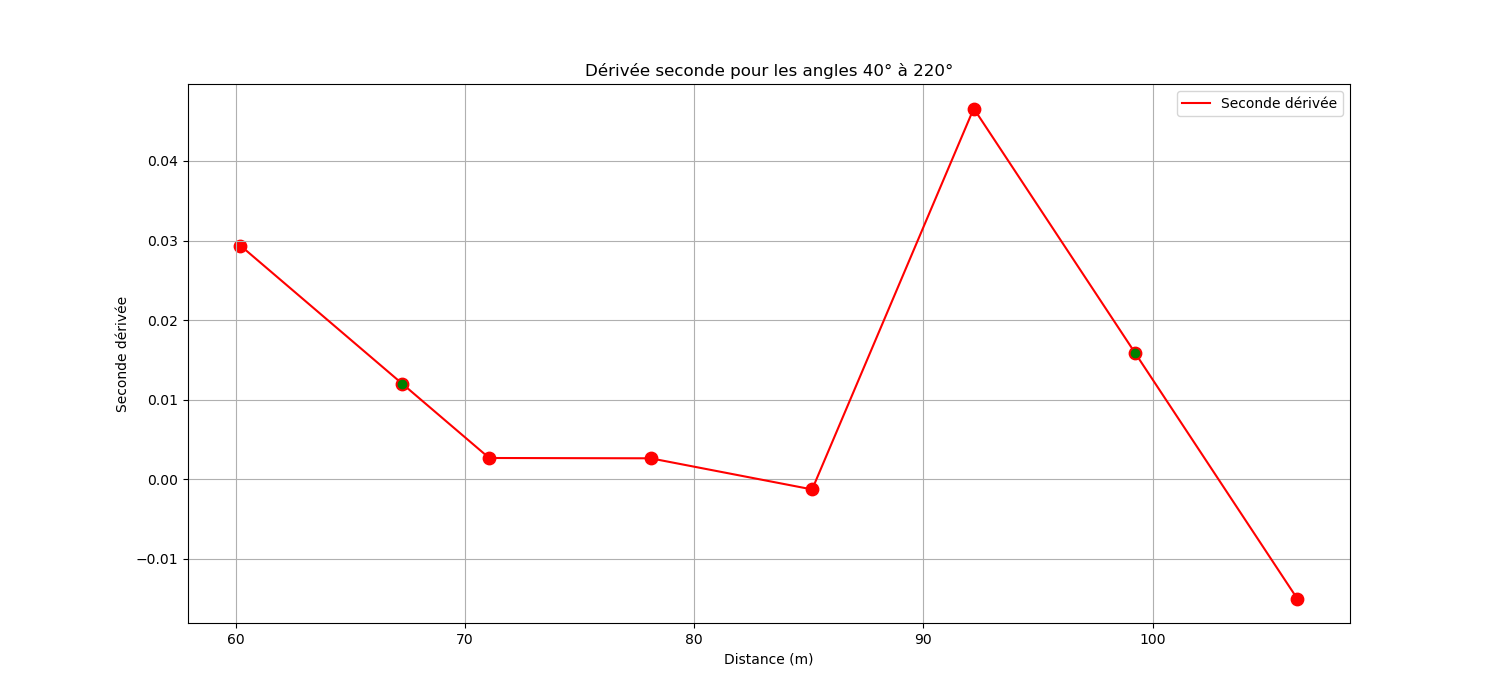 Dérivée seconde pour les angles 40° à 220°
Seconde dérivée
0.04
0.03
0.02
0.01
0.00
−0.01
Seconde dérivée
60 70 80 90 100
Distance (m)